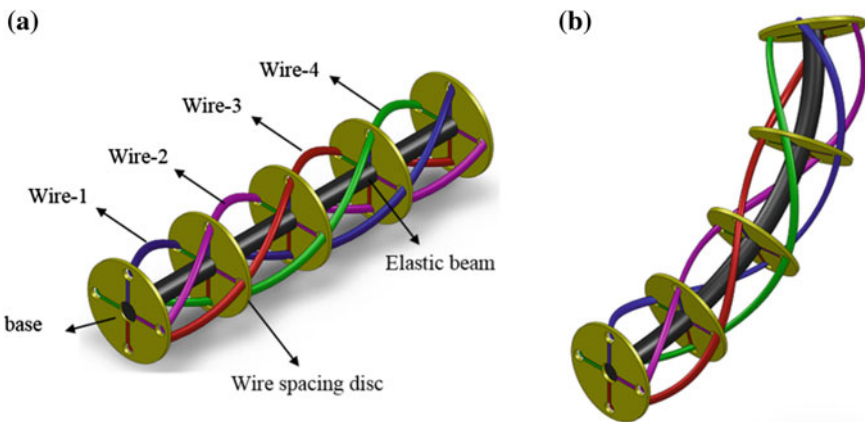 (a)
(b)
Wire-4
Wire-3
Wire-2
Wire-1
Elastic beam
base
Wire spacing disc